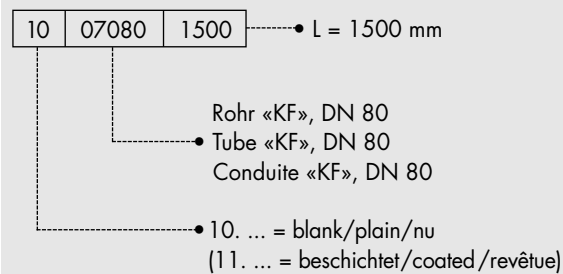 10 07080 1500 L = 1500 mm
Rohr «KF», DN 80
Tube «KF», DN 80
Conduite «KF», DN 80
10. ... = blank/plain/nu
(11. ... = beschichtet/coated/revêtue)